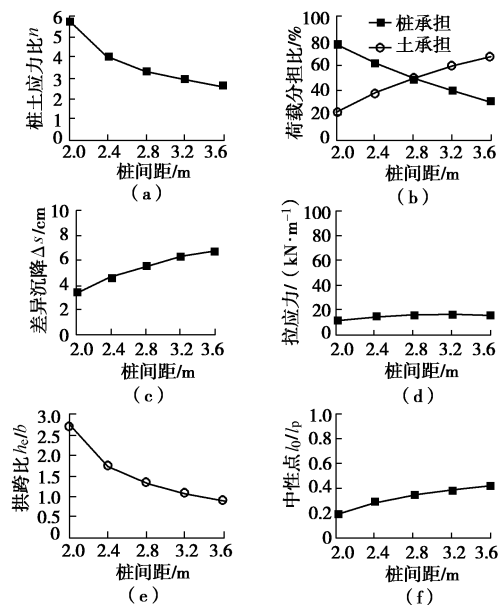 桩土应力比n
6
5
4
3
2
1
0
2.0 2.4 2.8 3.2 3.6
桩间距/m
(a)
荷载分担比/%
100
80
60
40
20
0
桩承担
土承担
2.0 2.4 2.8 3.2 3.6
桩间距/m
(b)
差异沉降Δs/cm
10
8
6
4
2
0
2.0 2.4 2.8 3.2 3.6
桩间距/m
(c)
拉应力/(kN·m⁻¹)
100
80
60
40
20
0
2.0 2.4 2.8 3.2 3.6
桩间距/m
(d)
拱跨比hc/b
3.0
2.5
2.0
1.5
1.0
0.5
0
2.0 2.4 2.8 3.2 3.6
桩间距/m
(e)
中性点l0/lp
1.0
0.8
0.6
0.4
0.2
0
2.0 2.4 2.8 3.2 3.6
桩间距/m
(f)